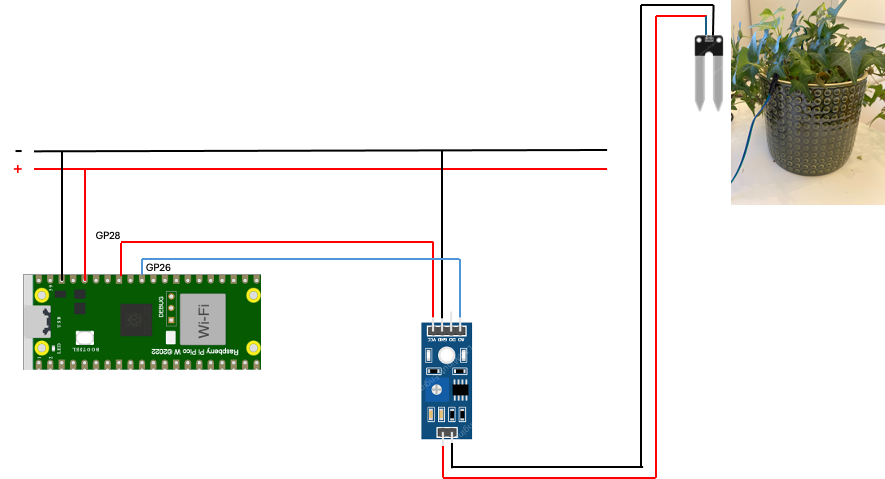 -
+
GP28
GP26
DEBUG
Wi-Fi
USB
BOOTSEL
LED
Raspberry Pi Pico W ©2022
VCC GND DO AO